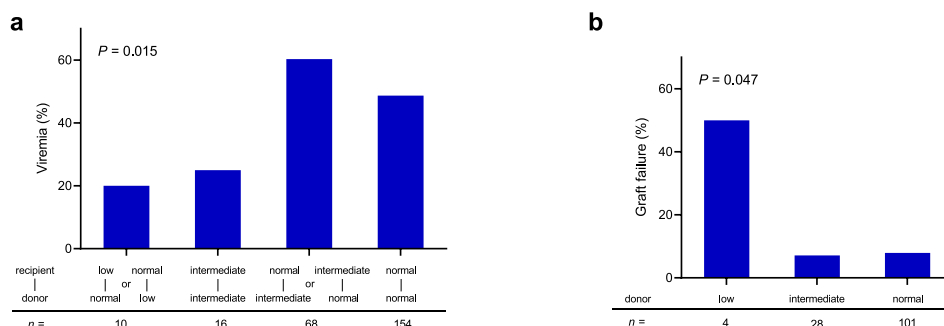 a
P = 0.015
Viremia (%)
60
40
20
0
recipient low normal intermediate normal intermediate normal
or or
donor normal low intermediate intermediate normal normal
n = 10 16 68 154
b
P = 0.047
Graft failure (%)
60
40
20
0
donor low intermediate normal
n = 4 28 101